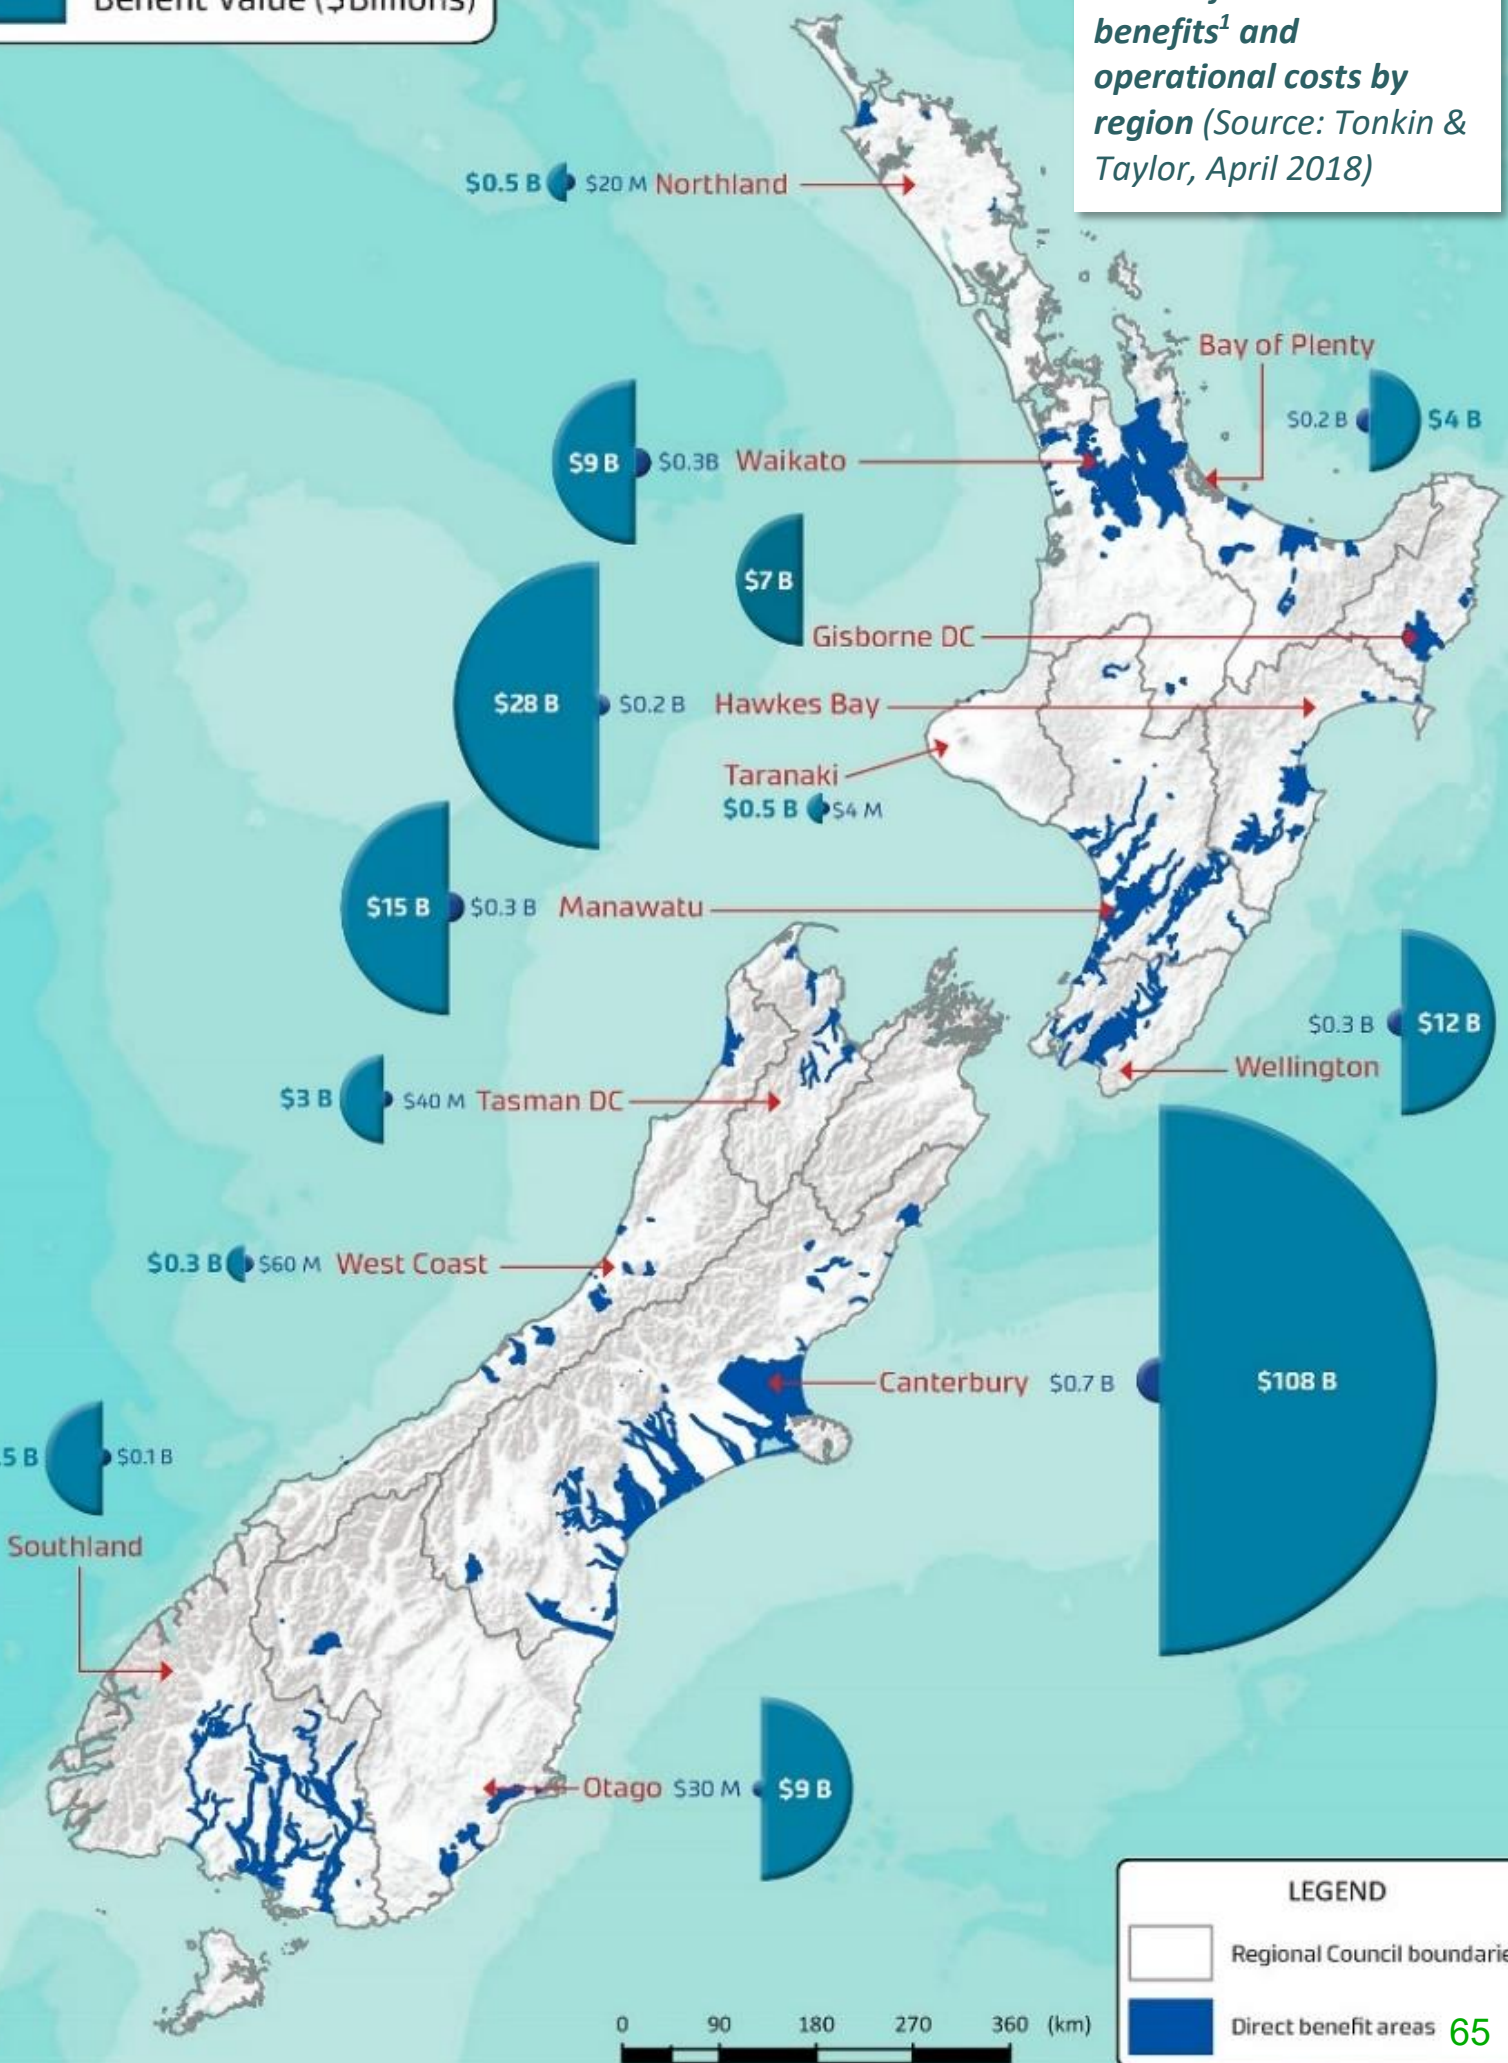 Benefit Value ($Billions)
benefits¹ and
operational costs by
region (Source: Tonkin &
Taylor, April 2018)
$0.5 B $20 M Northland
Bay of Plenty
$0.2 B $4 B
$9 B $0.3B Waikato
$7 B
Gisborne DC
$28 B $0.2 B Hawkes Bay
Taranaki
$0.5 B $4 M
$15 B $0.3 B Manawatu
$0.3 B $12 B
Wellington
$3 B $40 M Tasman DC
$0.3 B $60 M West Coast
Canterbury $0.7 B $108 B
5 B $0.1 B
Southland
Otago $30 M $9 B
LEGEND
Regional Council boundarie
Direct benefit areas 65
0 90 180 270 360 (km)